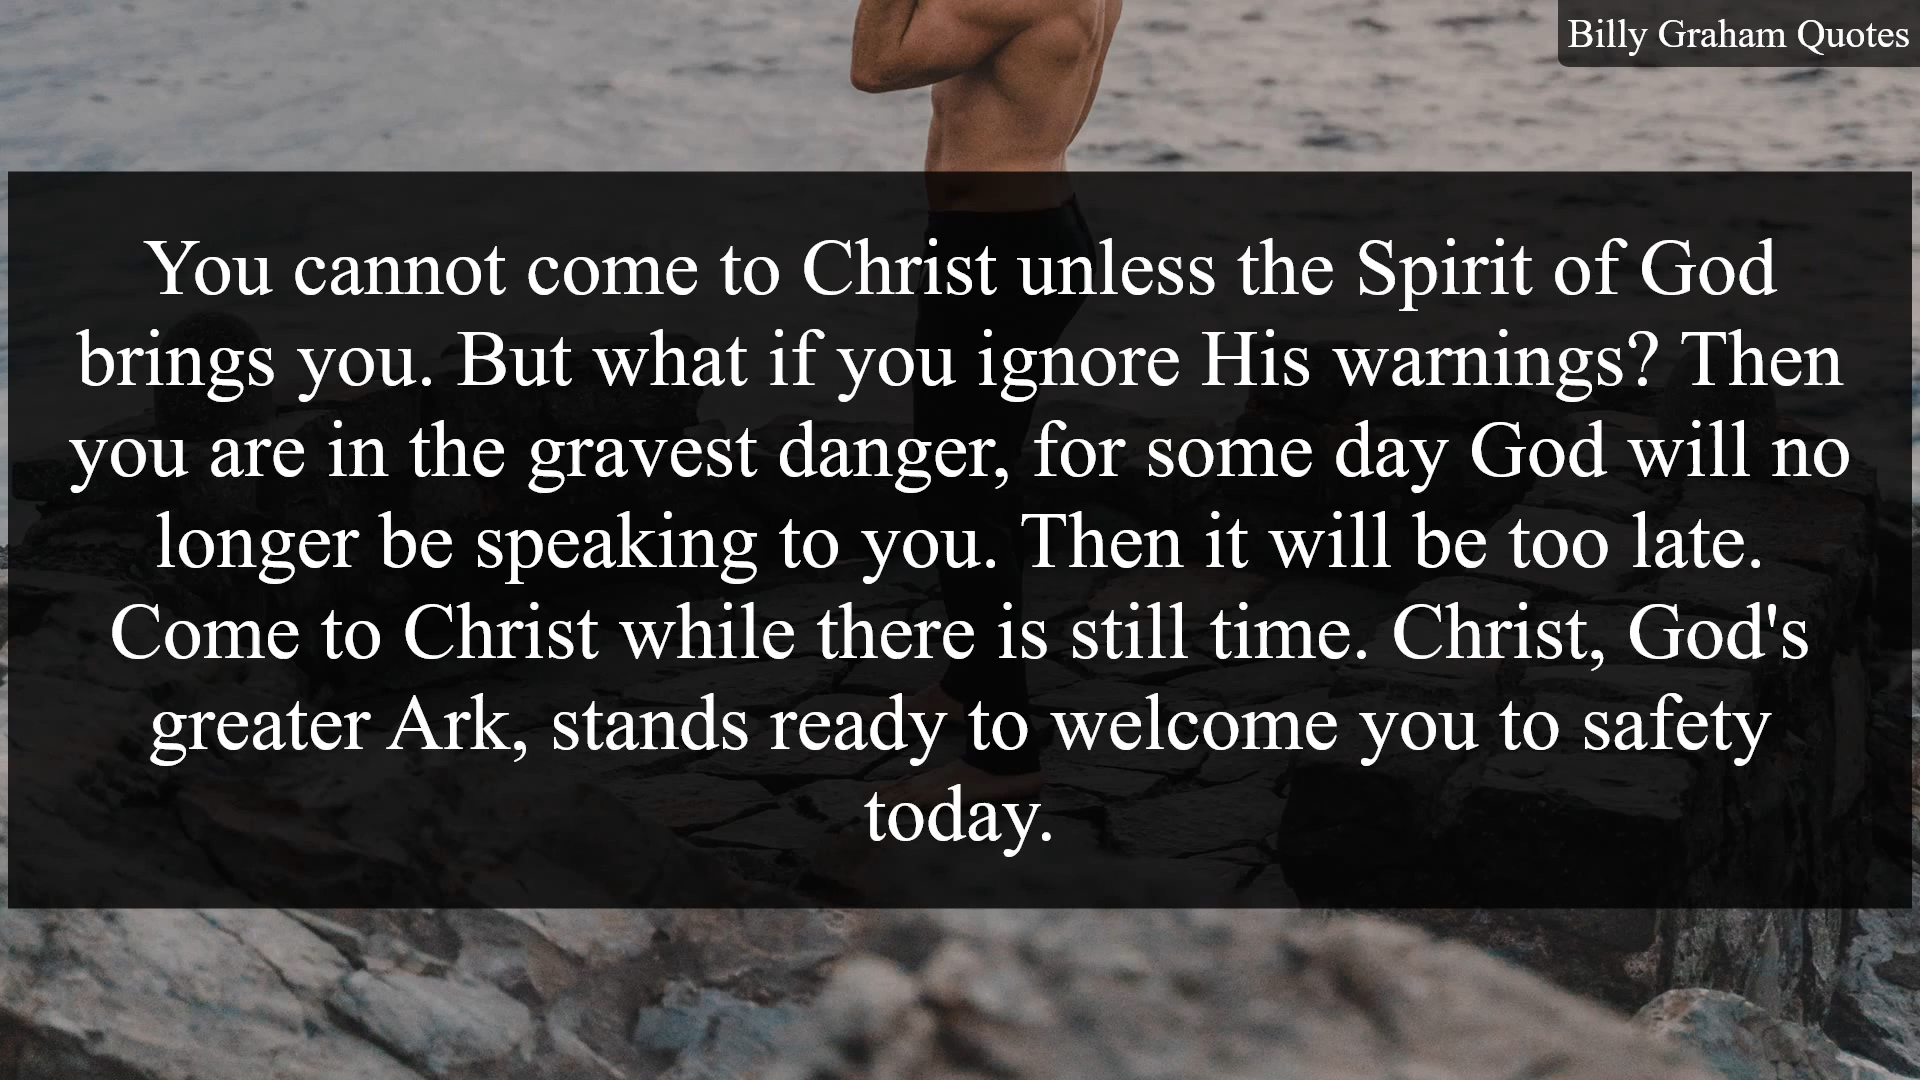 Billy Graham Quotes
You cannot come to Christ unless the Spirit of God
brings you. But what if you ignore His warnings? Then
you are in the gravest danger, for some day God will no
longer be speaking to you. Then it will be too late.
Come to Christ while there is still time. Christ, God's
greater Ark, stands ready to welcome you to safety
today.